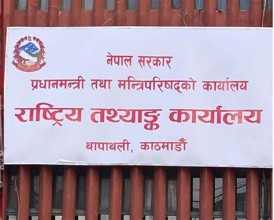 नेपाल सरकार
प्रधानमन्त्री तथा मन्त्रिपरिषद्को कार्यालय
राष्ट्रिय तथ्याङ्क कार्यालय
थापाथली, काठमाडौँ